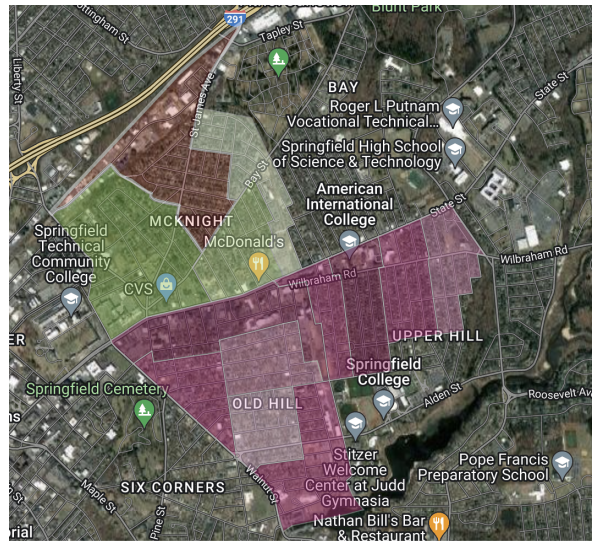 291
Blunt Park
Tapley St
Liberty St
St James Ave
BAY
State St
Roger L Putnam
Vocational Technical...
Springfield High School
of Science & Technology
Bay St
American
International
College
State St
MCKNIGHT
Springfield
Technical
Community
College
McDonald's
Wilbraham Rd
Wilbraham Rd
CVS
ER
UPPER HILL
Springfield
College
Springfield Cemetery
OLD HILL
Alden St
Roosevelt Av
ms
Stitzer
Welcome
Center at Judd
Gymnasia
Pope Francis
Preparatory School
Walnut St
SIX CORNERS
Maple St
Pine St
Nathan Bill's Bar
& Restaurant
orial